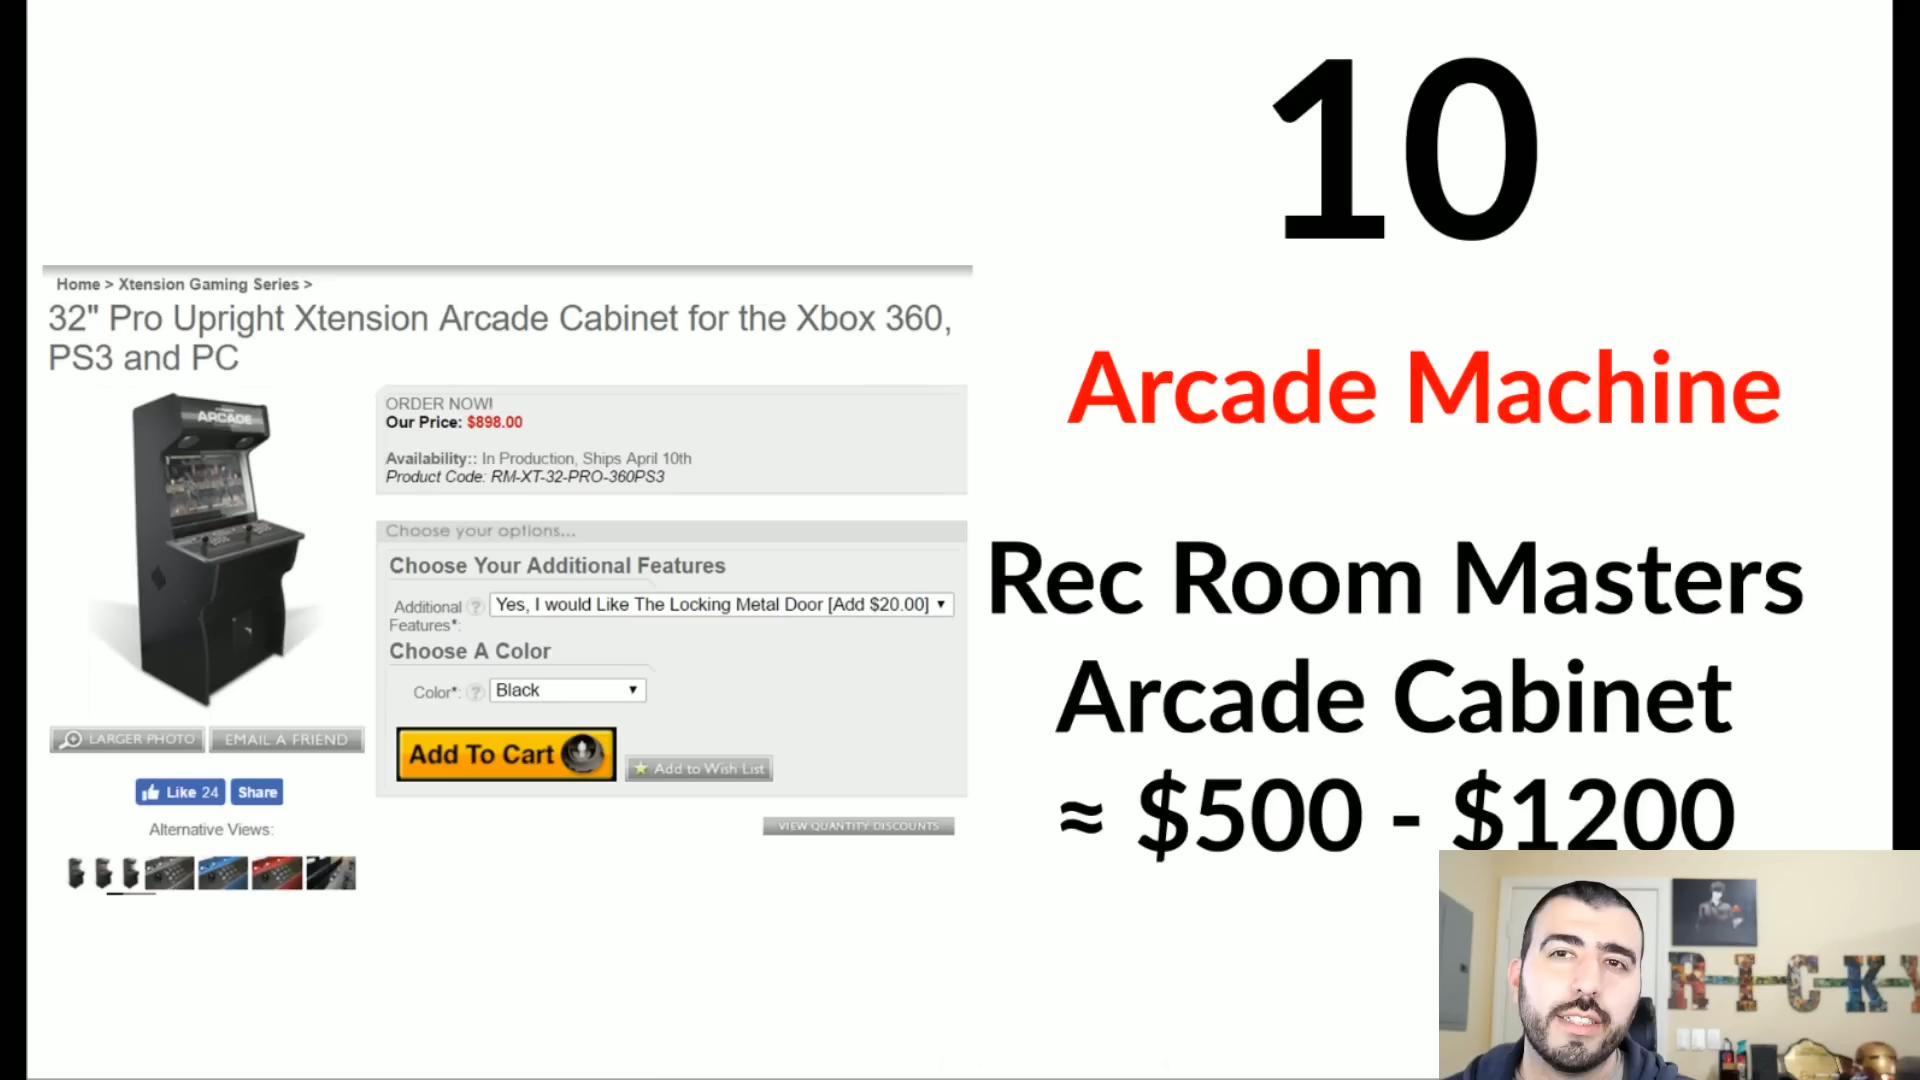 10
Arcade Machine
Rec Room Masters
Arcade Cabinet
≈ $500 - $1200
Home > Xtension Gaming Series >
32" Pro Upright Xtension Arcade Cabinet for the Xbox 360,
PS3 and PC
ARCADE
ORDER NOW!
Our Price: $898.00
Availability:: In Production, Ships April 10th
Product Code: RM-XT-32-PRO-360PS3
Choose your options...
Choose Your Additional Features
Additional ? Yes, I would Like The Locking Metal Door [Add $20.00]
Features*:
Choose A Color
Color*: ? Black
Add To Cart
Add to Wish List
LARGER PHOTO EMAIL A FRIEND
Like 24 Share
Alternative Views:
VIEW QUANTITY DISCOUNTS
R-I-C-K-Y